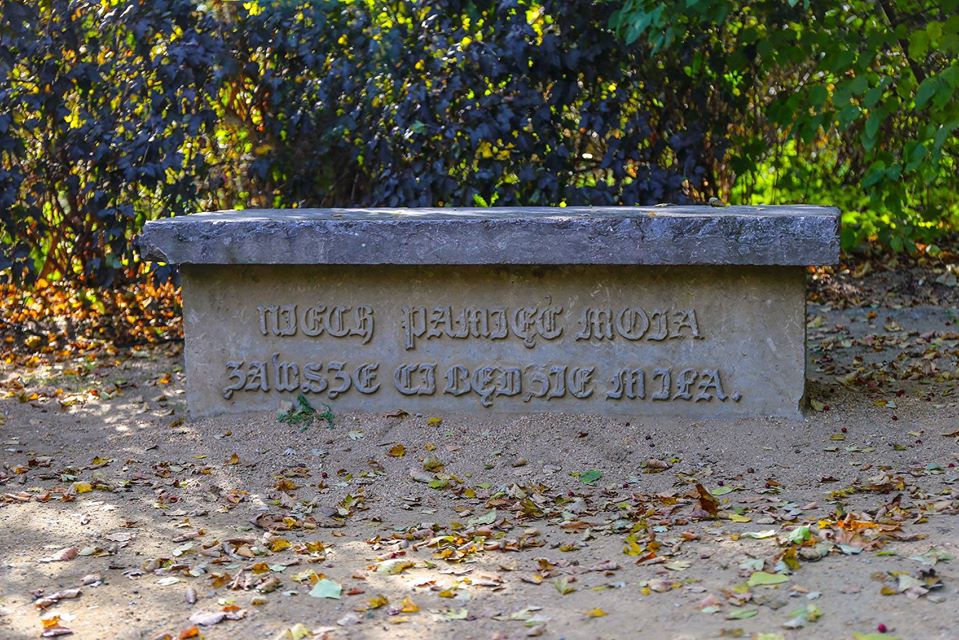 NIECH PAMIĘĆ MOJA
ZAWSZE CI BĘDZIE MIŁA.